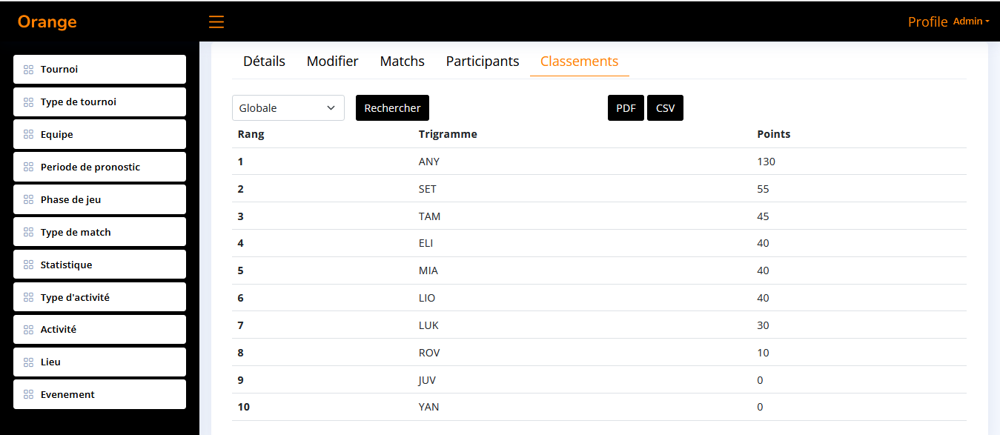 Orange
Profile Admin
Tournoi
Type de tournoi
Equipe
Periode de pronostic
Phase de jeu
Type de match
Statistique
Type d'activité
Activité
Lieu
Evenement
Détails Modifier Matchs Participants Classements
Globale Rechercher PDF CSV
Rang Trigramme Points
1 ANY 130
2 SET 55
3 TAM 45
4 ELI 40
5 MIA 40
6 LIO 40
7 LUK 30
8 ROV 10
9 JUV 0
10 YAN 0